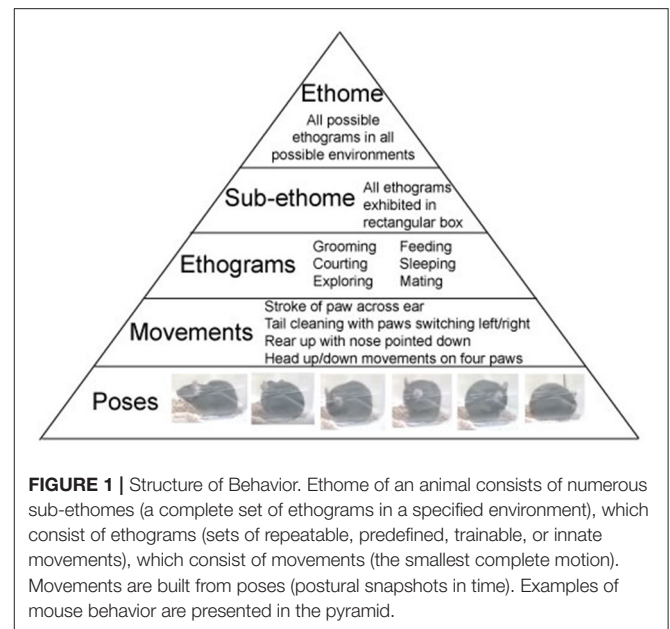 Ethome
All possible
ethograms in all
possible environments
Sub-ethome
All ethograms
exhibited in
rectangular box
Ethograms
Grooming Feeding
Courting Sleeping
Exploring Mating
Movements
Stroke of paw across ear
Tail cleaning with paws switching left/right
Rear up with nose pointed down
Head up/down movements on four paws
Poses
FIGURE 1 | Structure of Behavior. Ethome of an animal consists of numerous
sub-ethomes (a complete set of ethograms in a specified environment), which
consist of ethograms (sets of repeatable, predefined, trainable, or innate
movements), which consist of movements (the smallest complete motion).
Movements are built from poses (postural snapshots in time). Examples of
mouse behavior are presented in the pyramid.